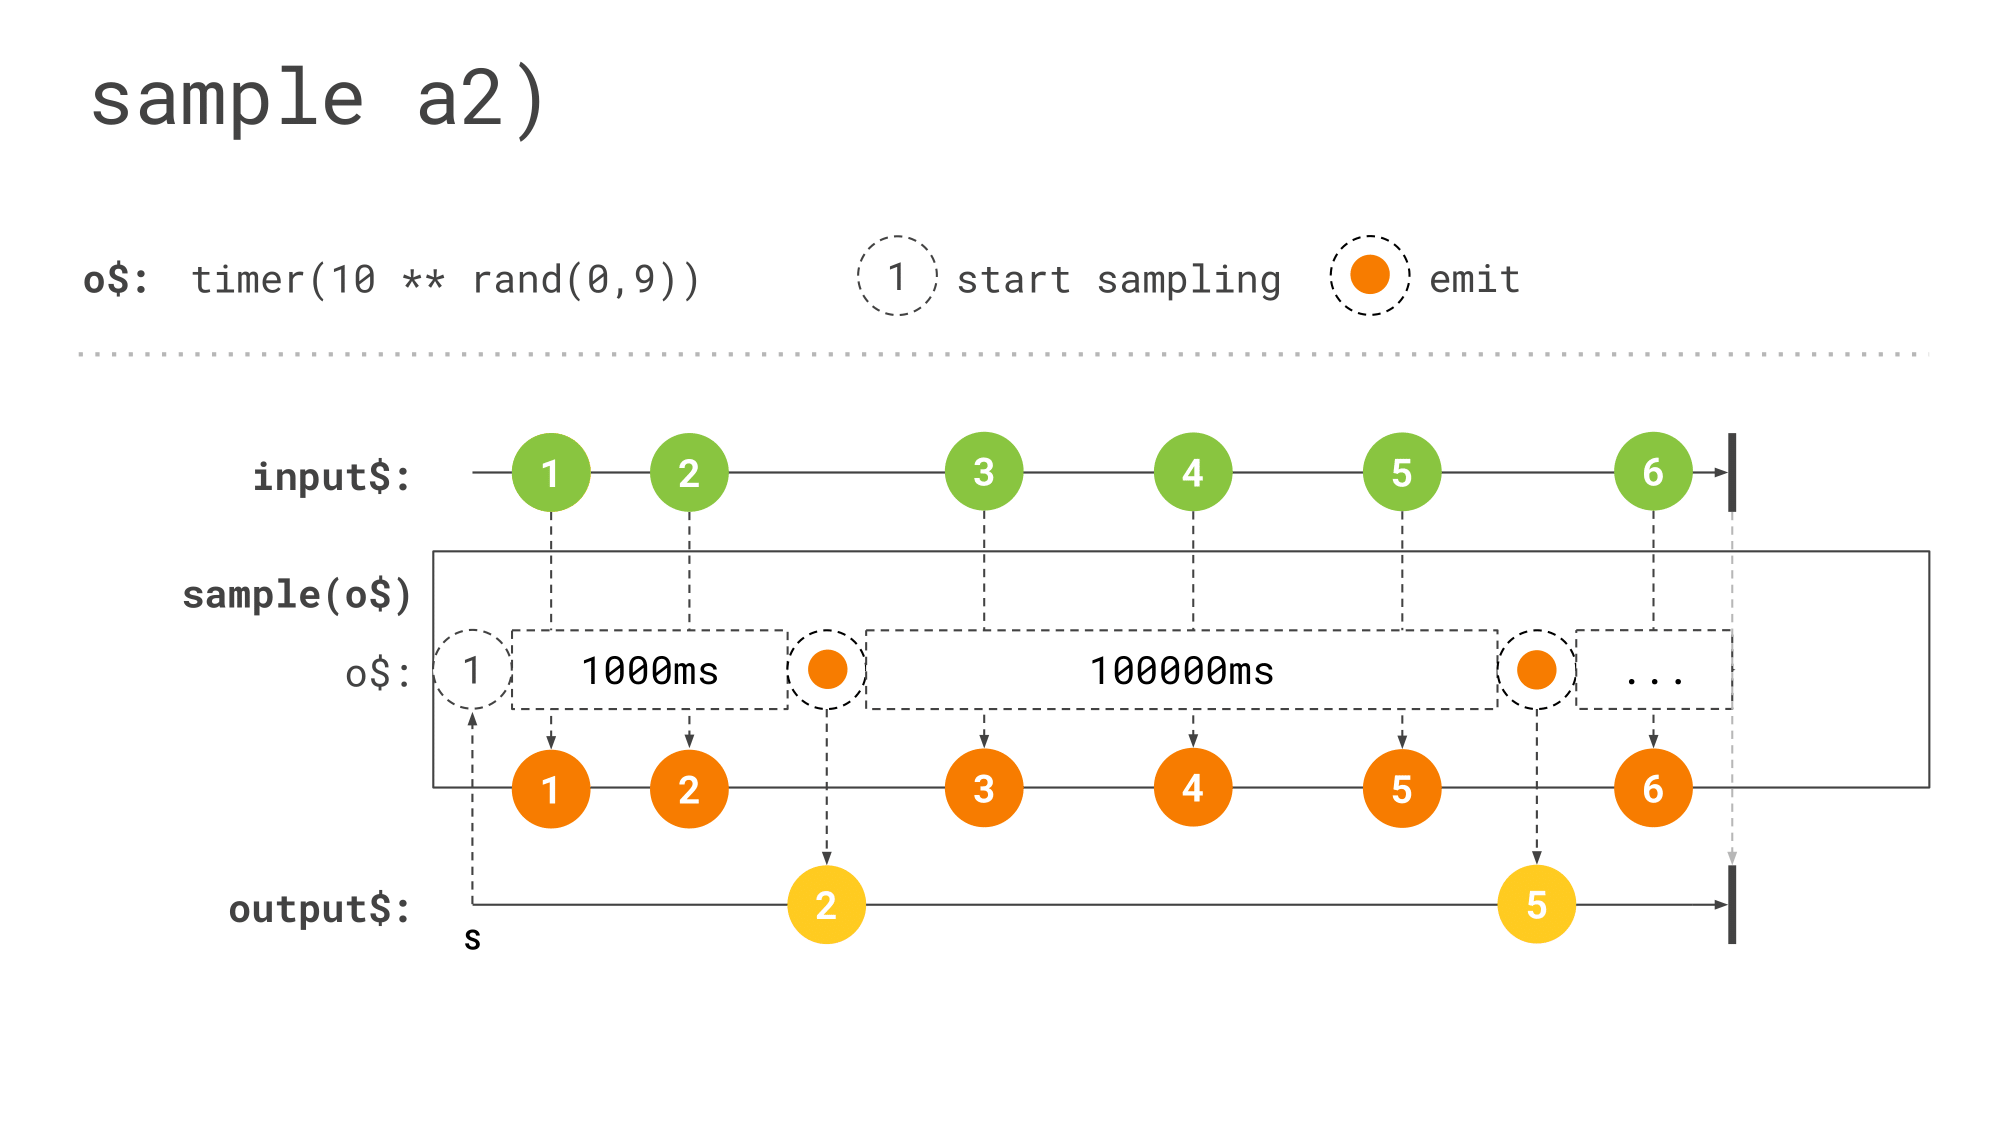 sample a2)
o$: timer(10 ** rand(0,9)) 1 start sampling emit
input$: 1 2 3 4 5 6
sample(o$)
o$: 1 1000ms 100000ms ...
1 2 3 4 5 6
output$: 2 5
s